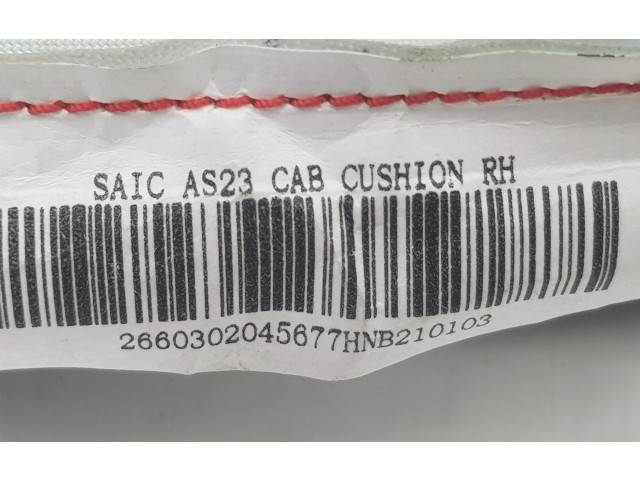 SAIC AS23 CAB CUSHION RH
2660302045677HNB210103